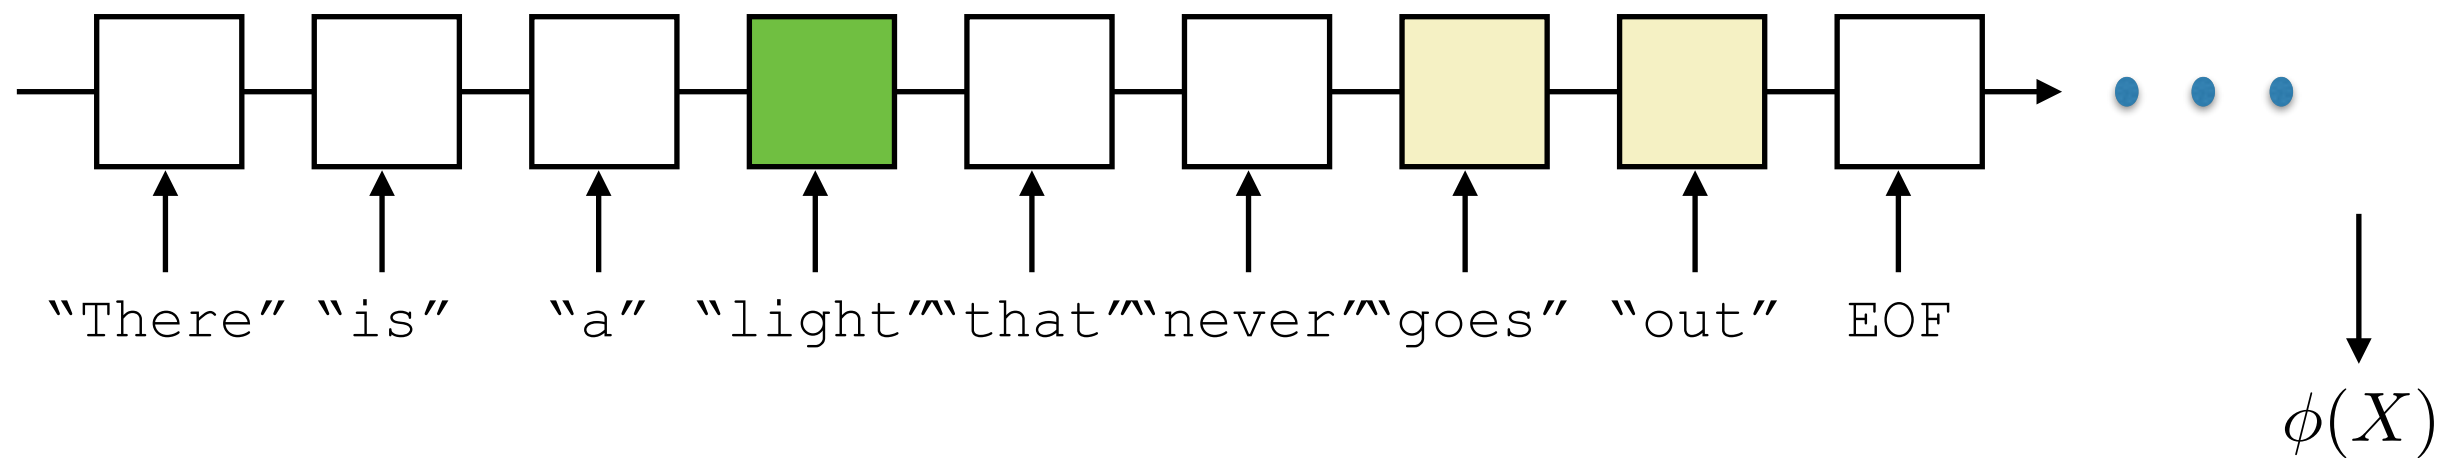 “There” “is” “a” “light” “that” “never” “goes” “out” EOF
ϕ(X)